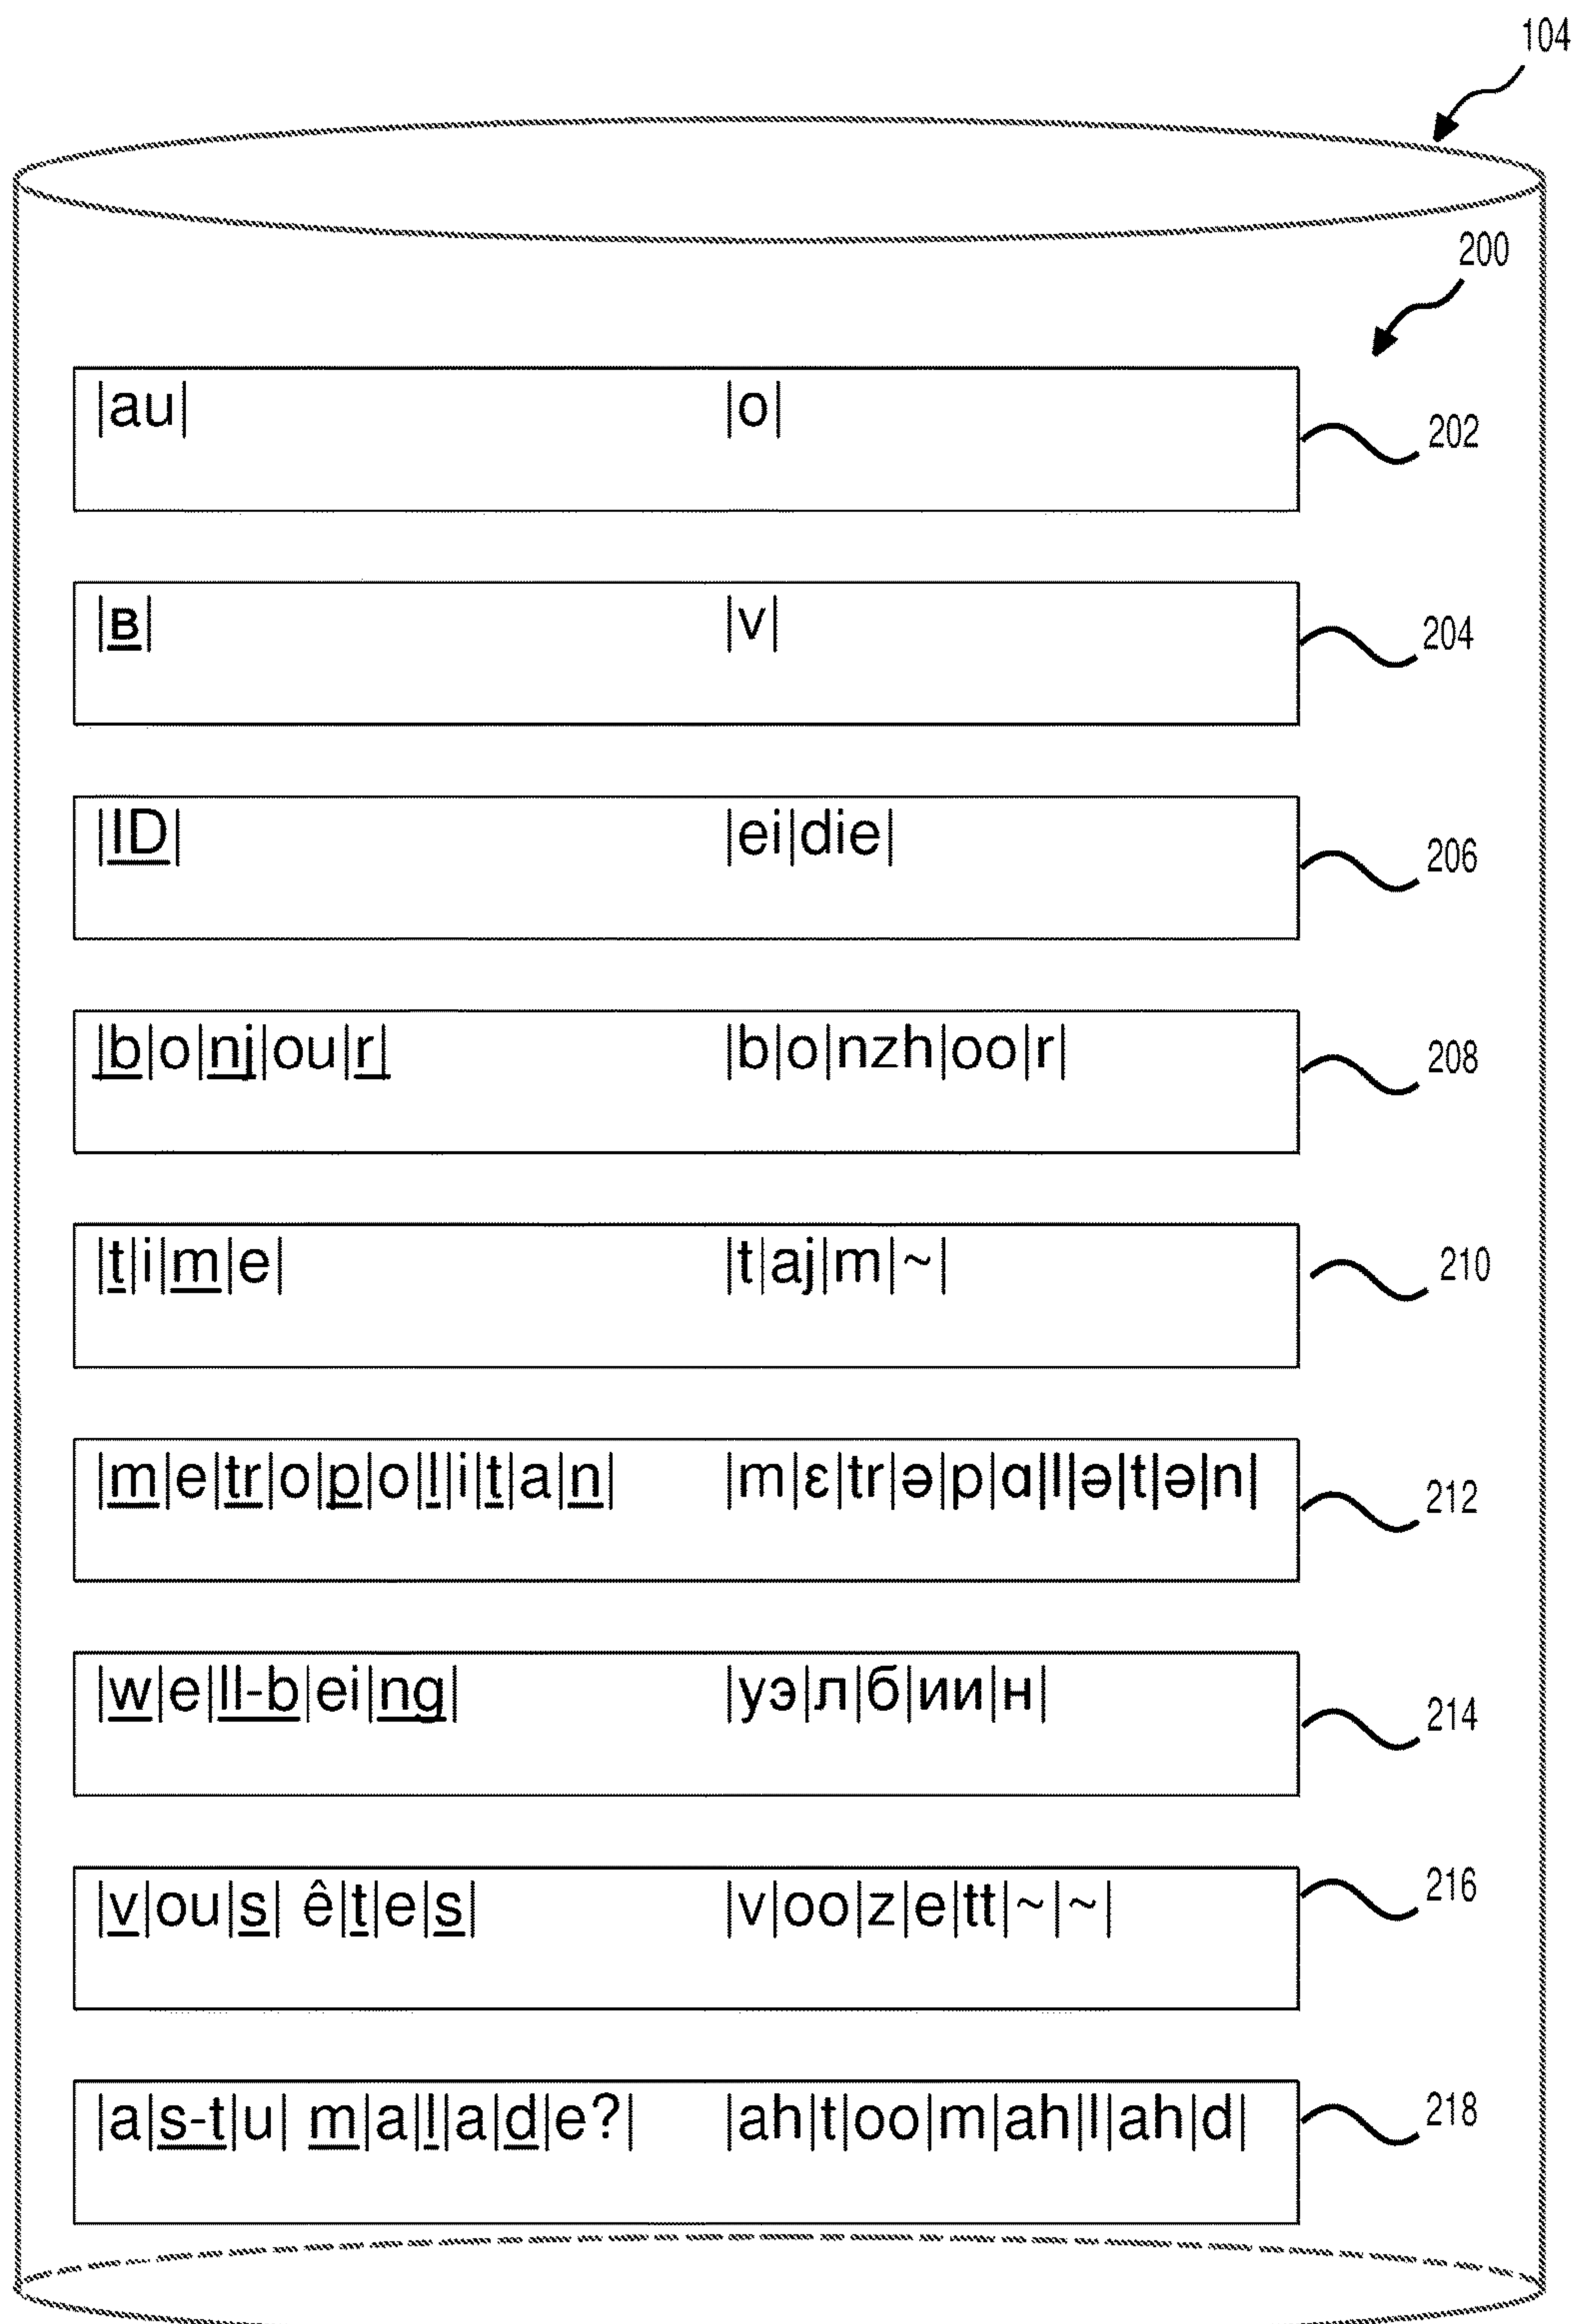 104
200
|au| |o| 202
|в| |v| 204
|ID| |ei|die| 206
|b|o|nj|ou|r| |b|o|nzh|oo|r| 208
|t|i|m|e| |t|aj|m|~| 210
|m|e|tr|o|p|o|l|i|t|a|n| |m|ɛ|tr|ə|p|ɑ|l|ə|t|ə|n| 212
|w|e|ll-b|ei|ng| |уэ|л|б|ии|н| 214
|v|ou|s| ê|t|e|s| |v|oo|z|e|tt|~|~| 216
|a|s-t|u| m|a|l|a|d|e?| |ah|t|oo|m|ah|l|ah|d| 218